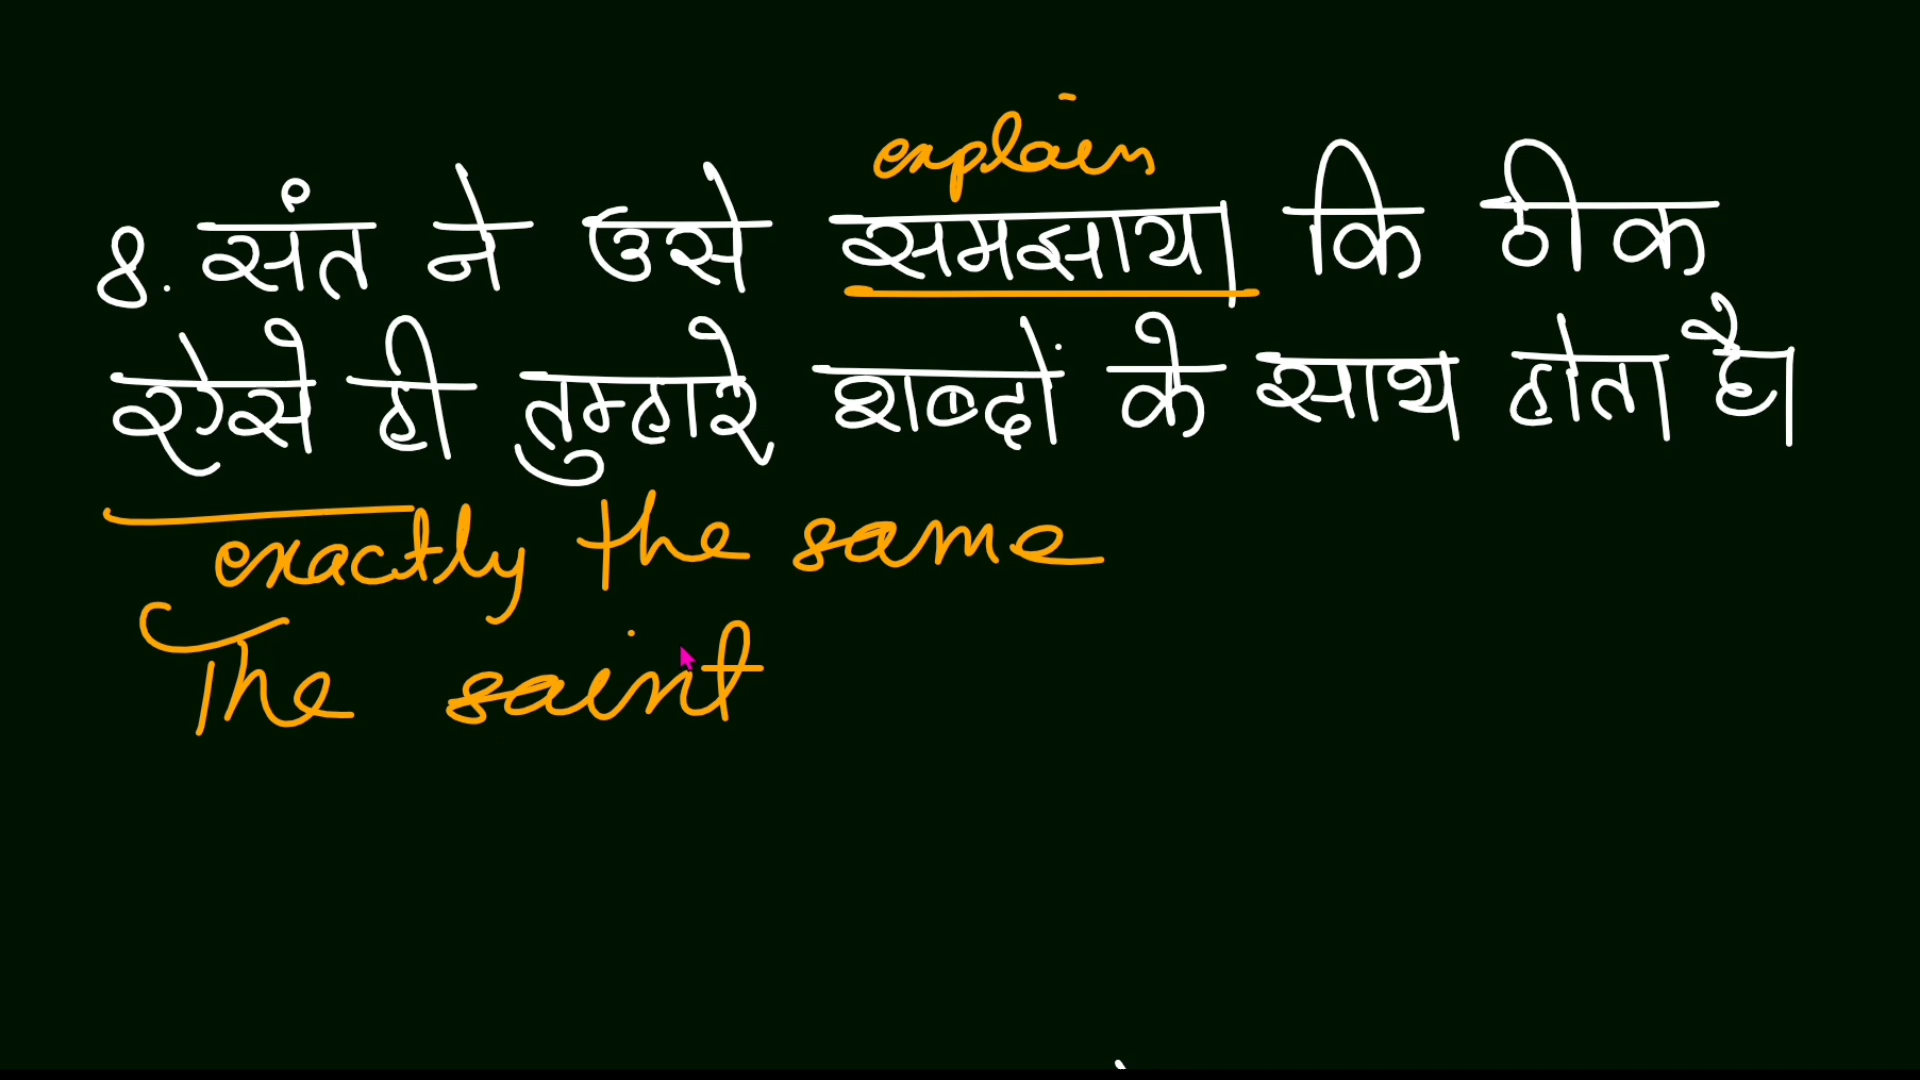 explain
8. संत ने उसे समझाया कि ठीक
ऐसे ही तुम्हारे शब्दों के साथ होता है।
exactly the same
The saint